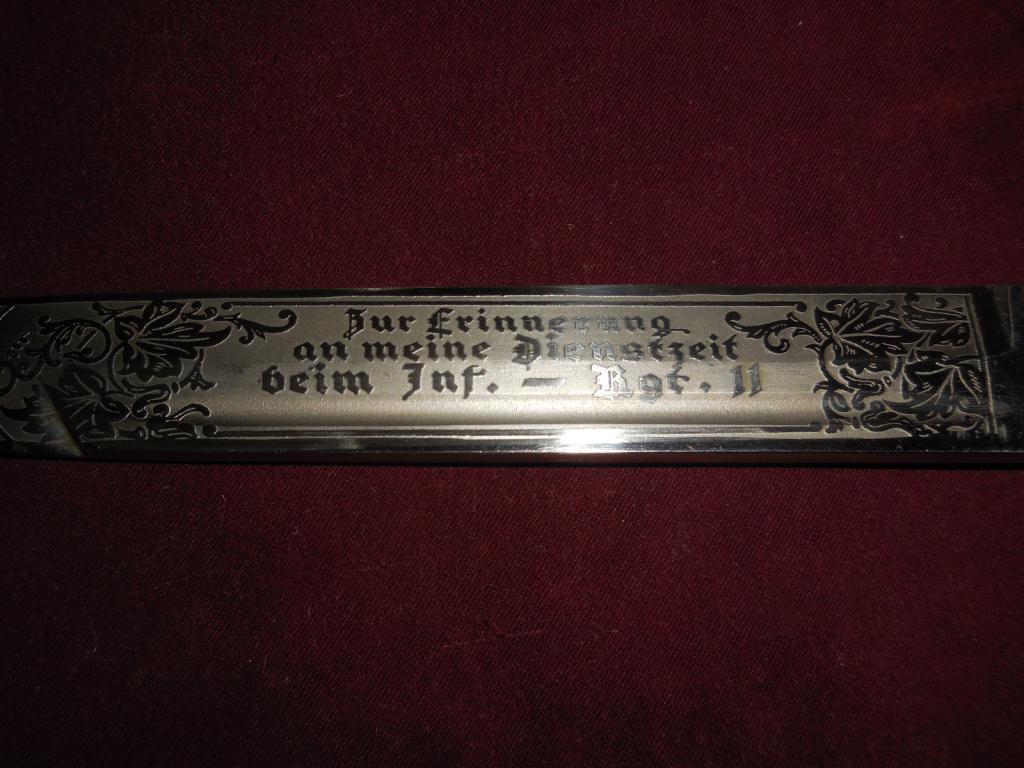 Zur Erinnerung
an meine Dienstzeit
beim Inf. — Rgt. 11